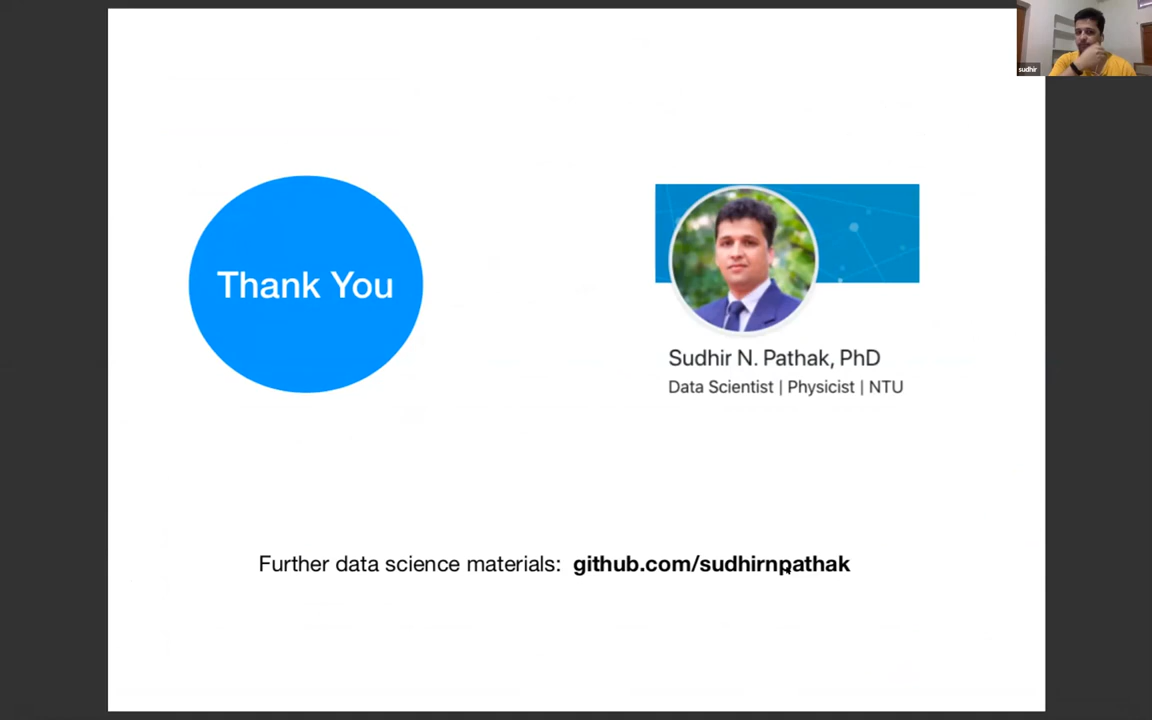 sudhir
Thank You
Sudhir N. Pathak, PhD
Data Scientist | Physicist | NTU
Further data science materials: github.com/sudhirnpathak